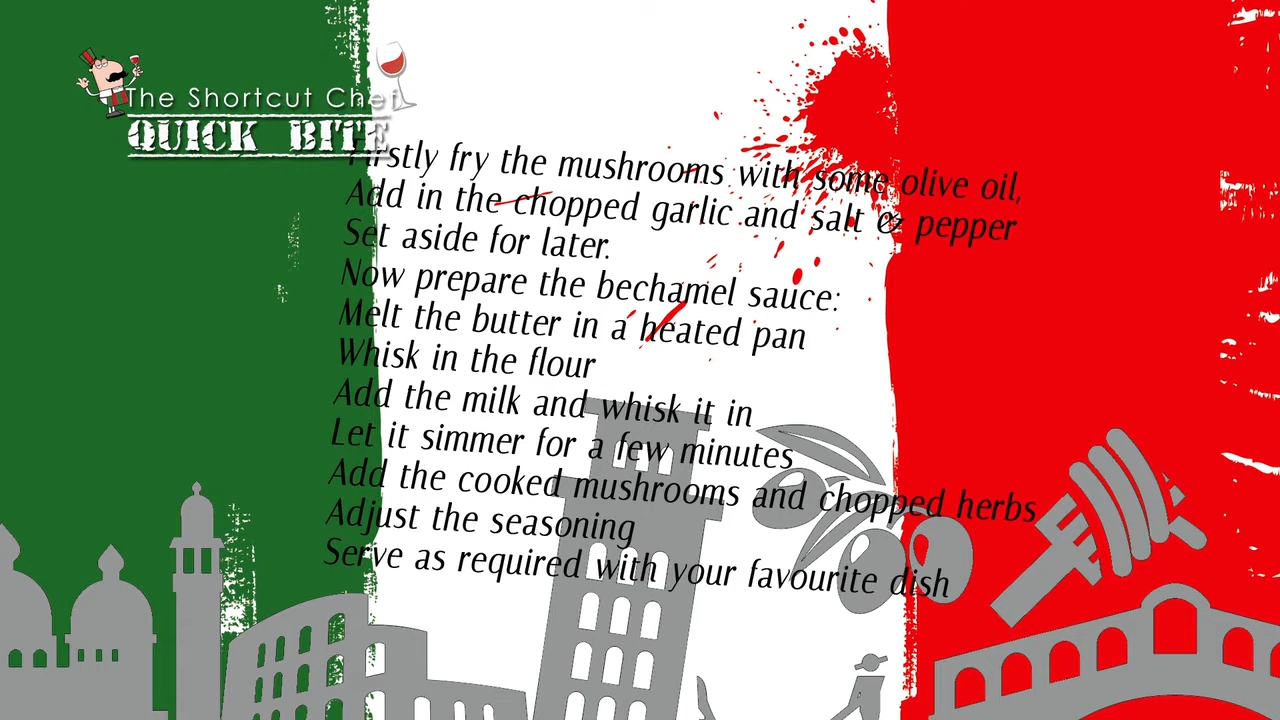 The Shortcut Chef
QUICK BITE
Firstly fry the mushrooms with some olive oil,
Add in the chopped garlic and salt & pepper
Set aside for later.
Now prepare the bechamel sauce:
Melt the butter in a heated pan
Whisk in the flour
Add the milk and whisk it in
Let it simmer for a few minutes
Add the cooked mushrooms and chopped herbs
Adjust the seasoning
Serve as required with your favourite dish